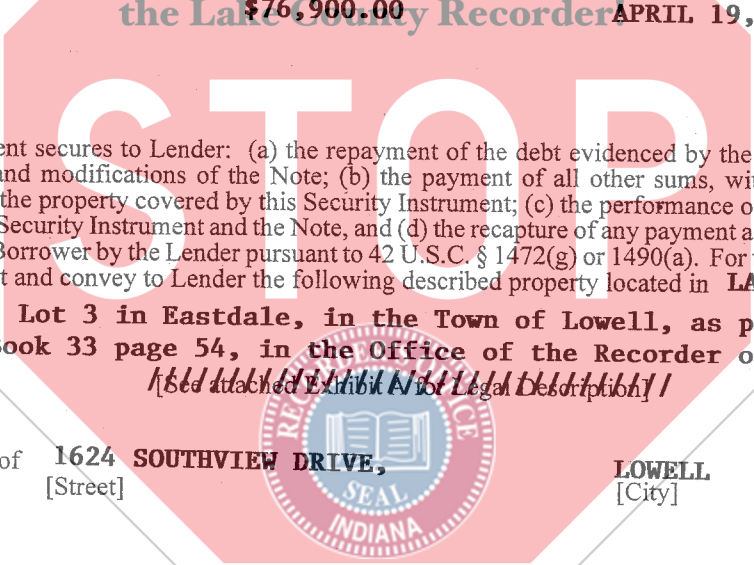 the Lake County Recorder!
$76,900.00 APRIL 19,
STOP
ent secures to Lender: (a) the repayment of the debt evidenced by the
and modifications of the Note; (b) the payment of all other sums, wi
the property covered by this Security Instrument; (c) the performance o
Security Instrument and the Note, and (d) the recapture of any payment a
Borrower by the Lender pursuant to 42 U.S.C. § 1472(g) or 1490(a). For
t and convey to Lender the following described property located in LA
Lot 3 in Eastdale, in the Town of Lowell, as p
ook 33 page 54, in the Office of the Recorder o
[See attached Exhibit A for Legal Description]
of 1624 SOUTHVIEW DRIVE, LOWELL
[Street] [City]
RECORDER'S OFFICE
SEAL
INDIANA